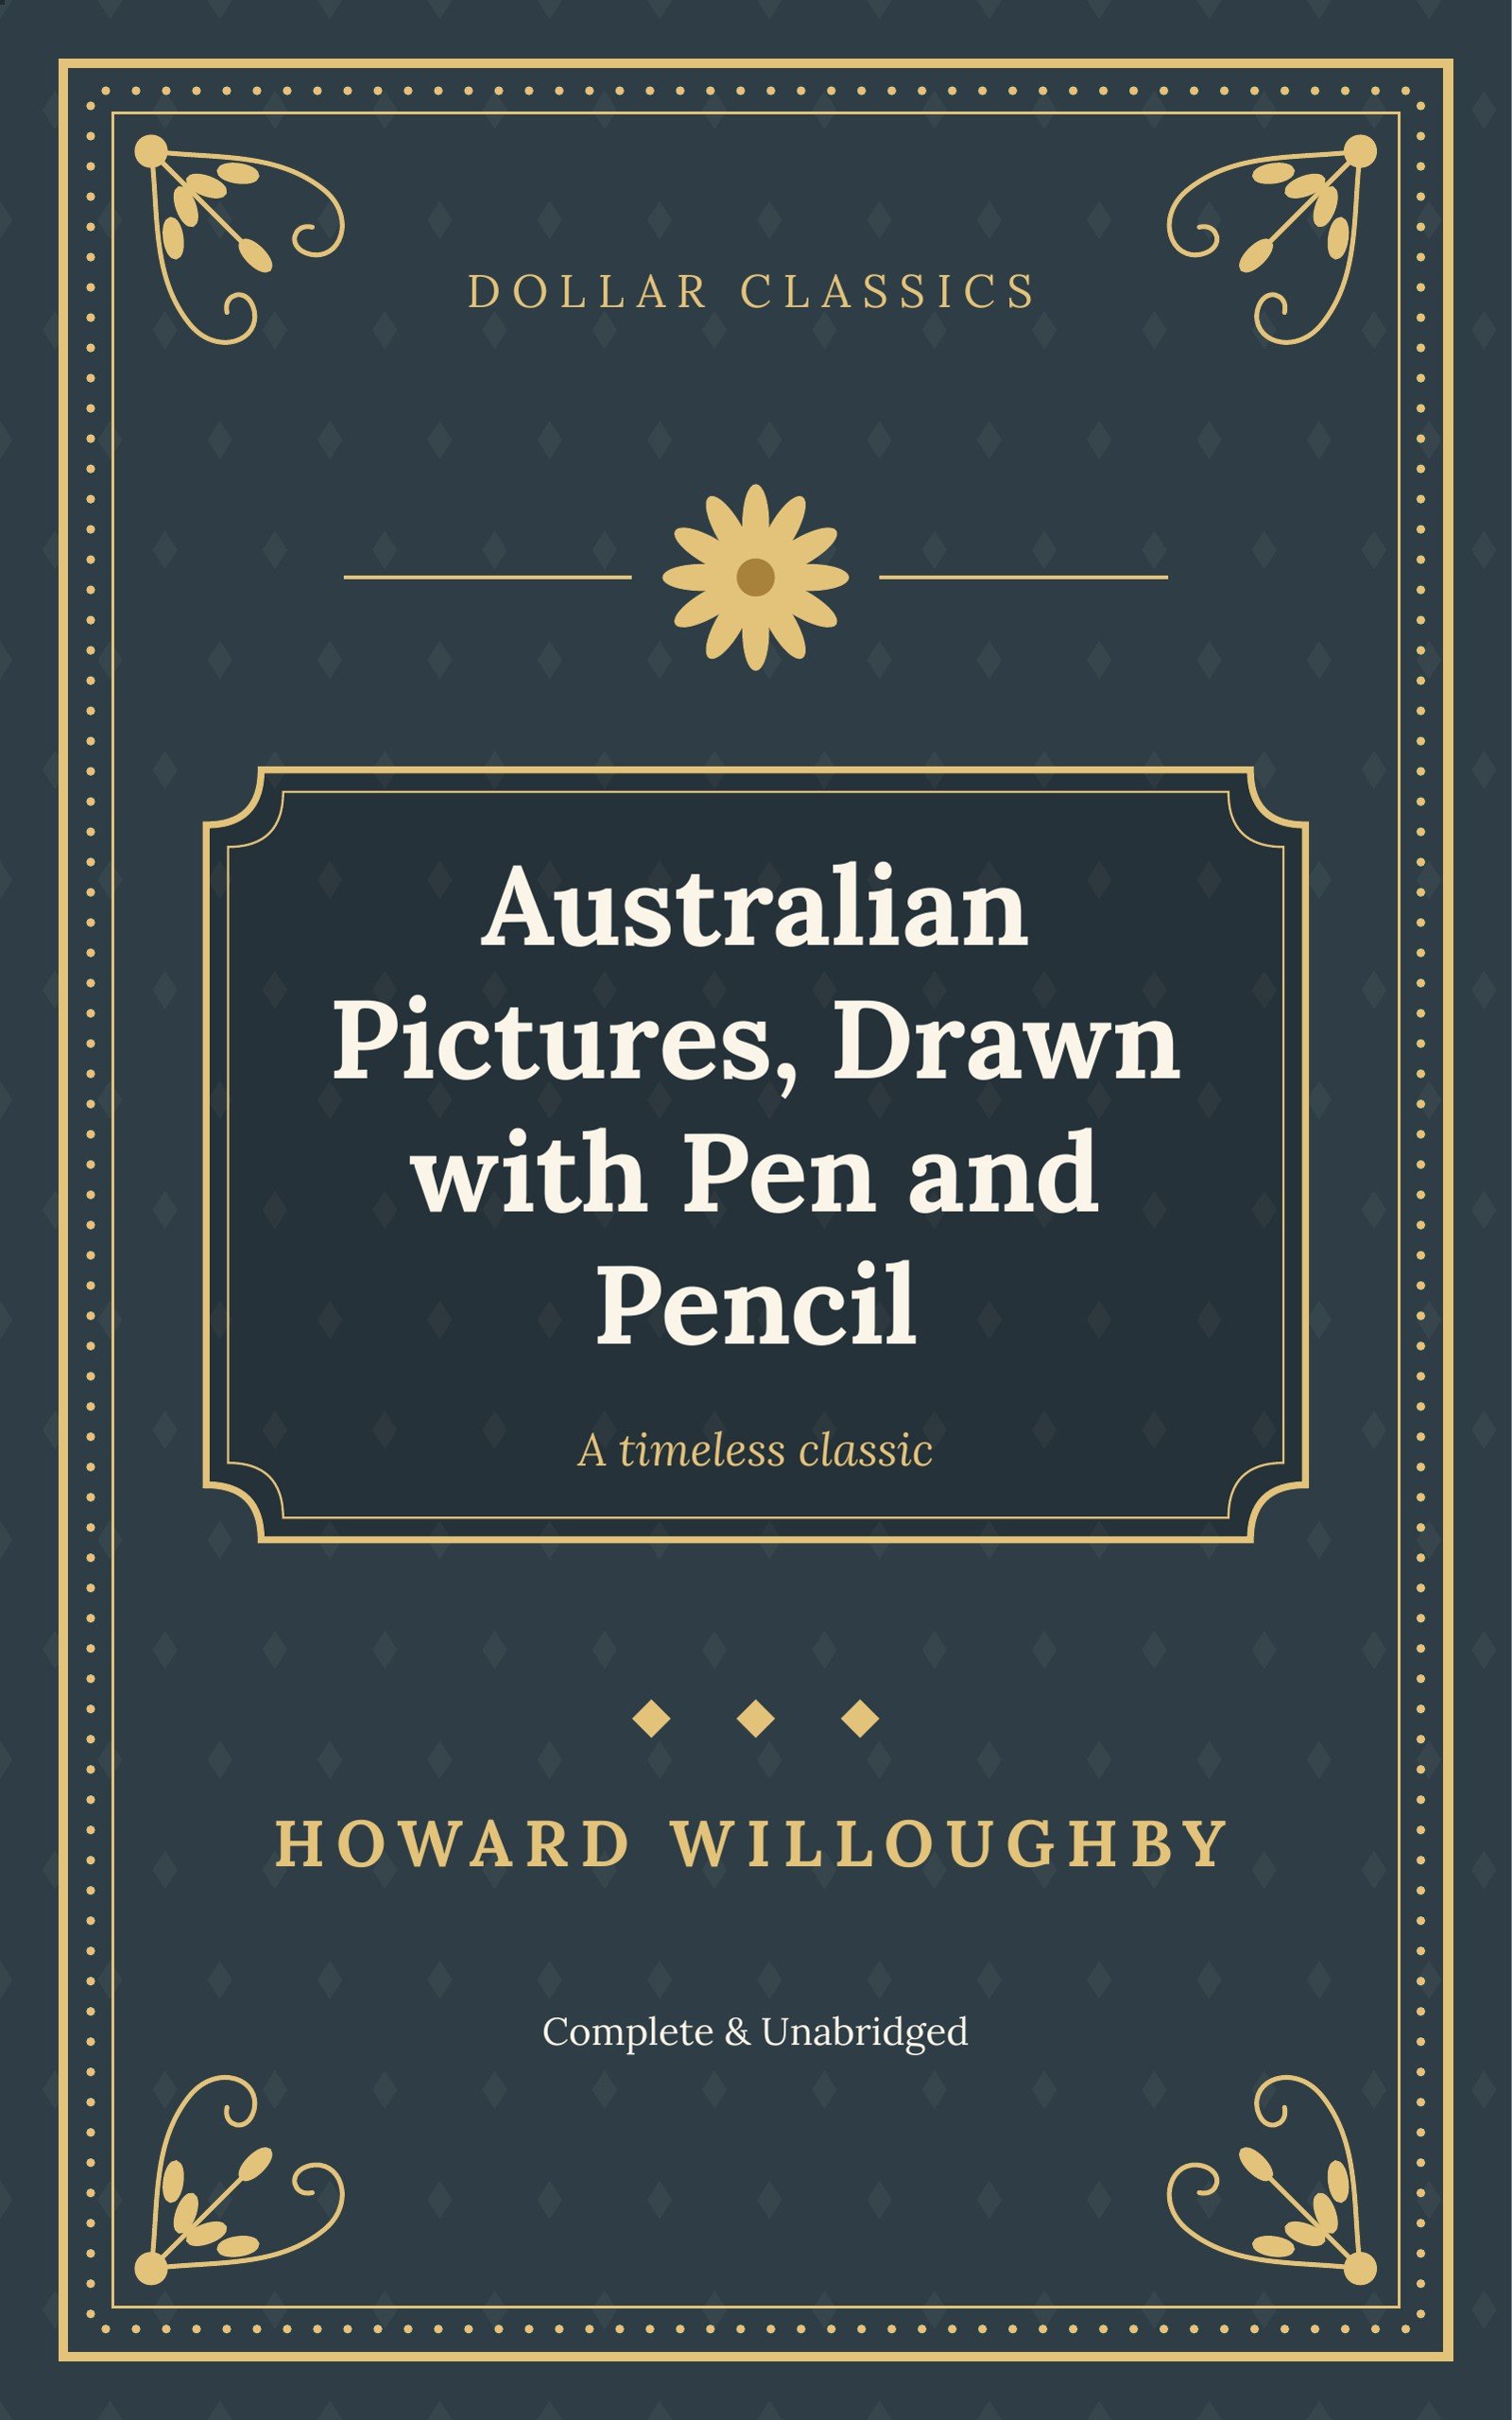 DOLLAR CLASSICS
Australian
Pictures, Drawn
with Pen and
Pencil
A timeless classic
HOWARD WILLOUGHBY
Complete & Unabridged